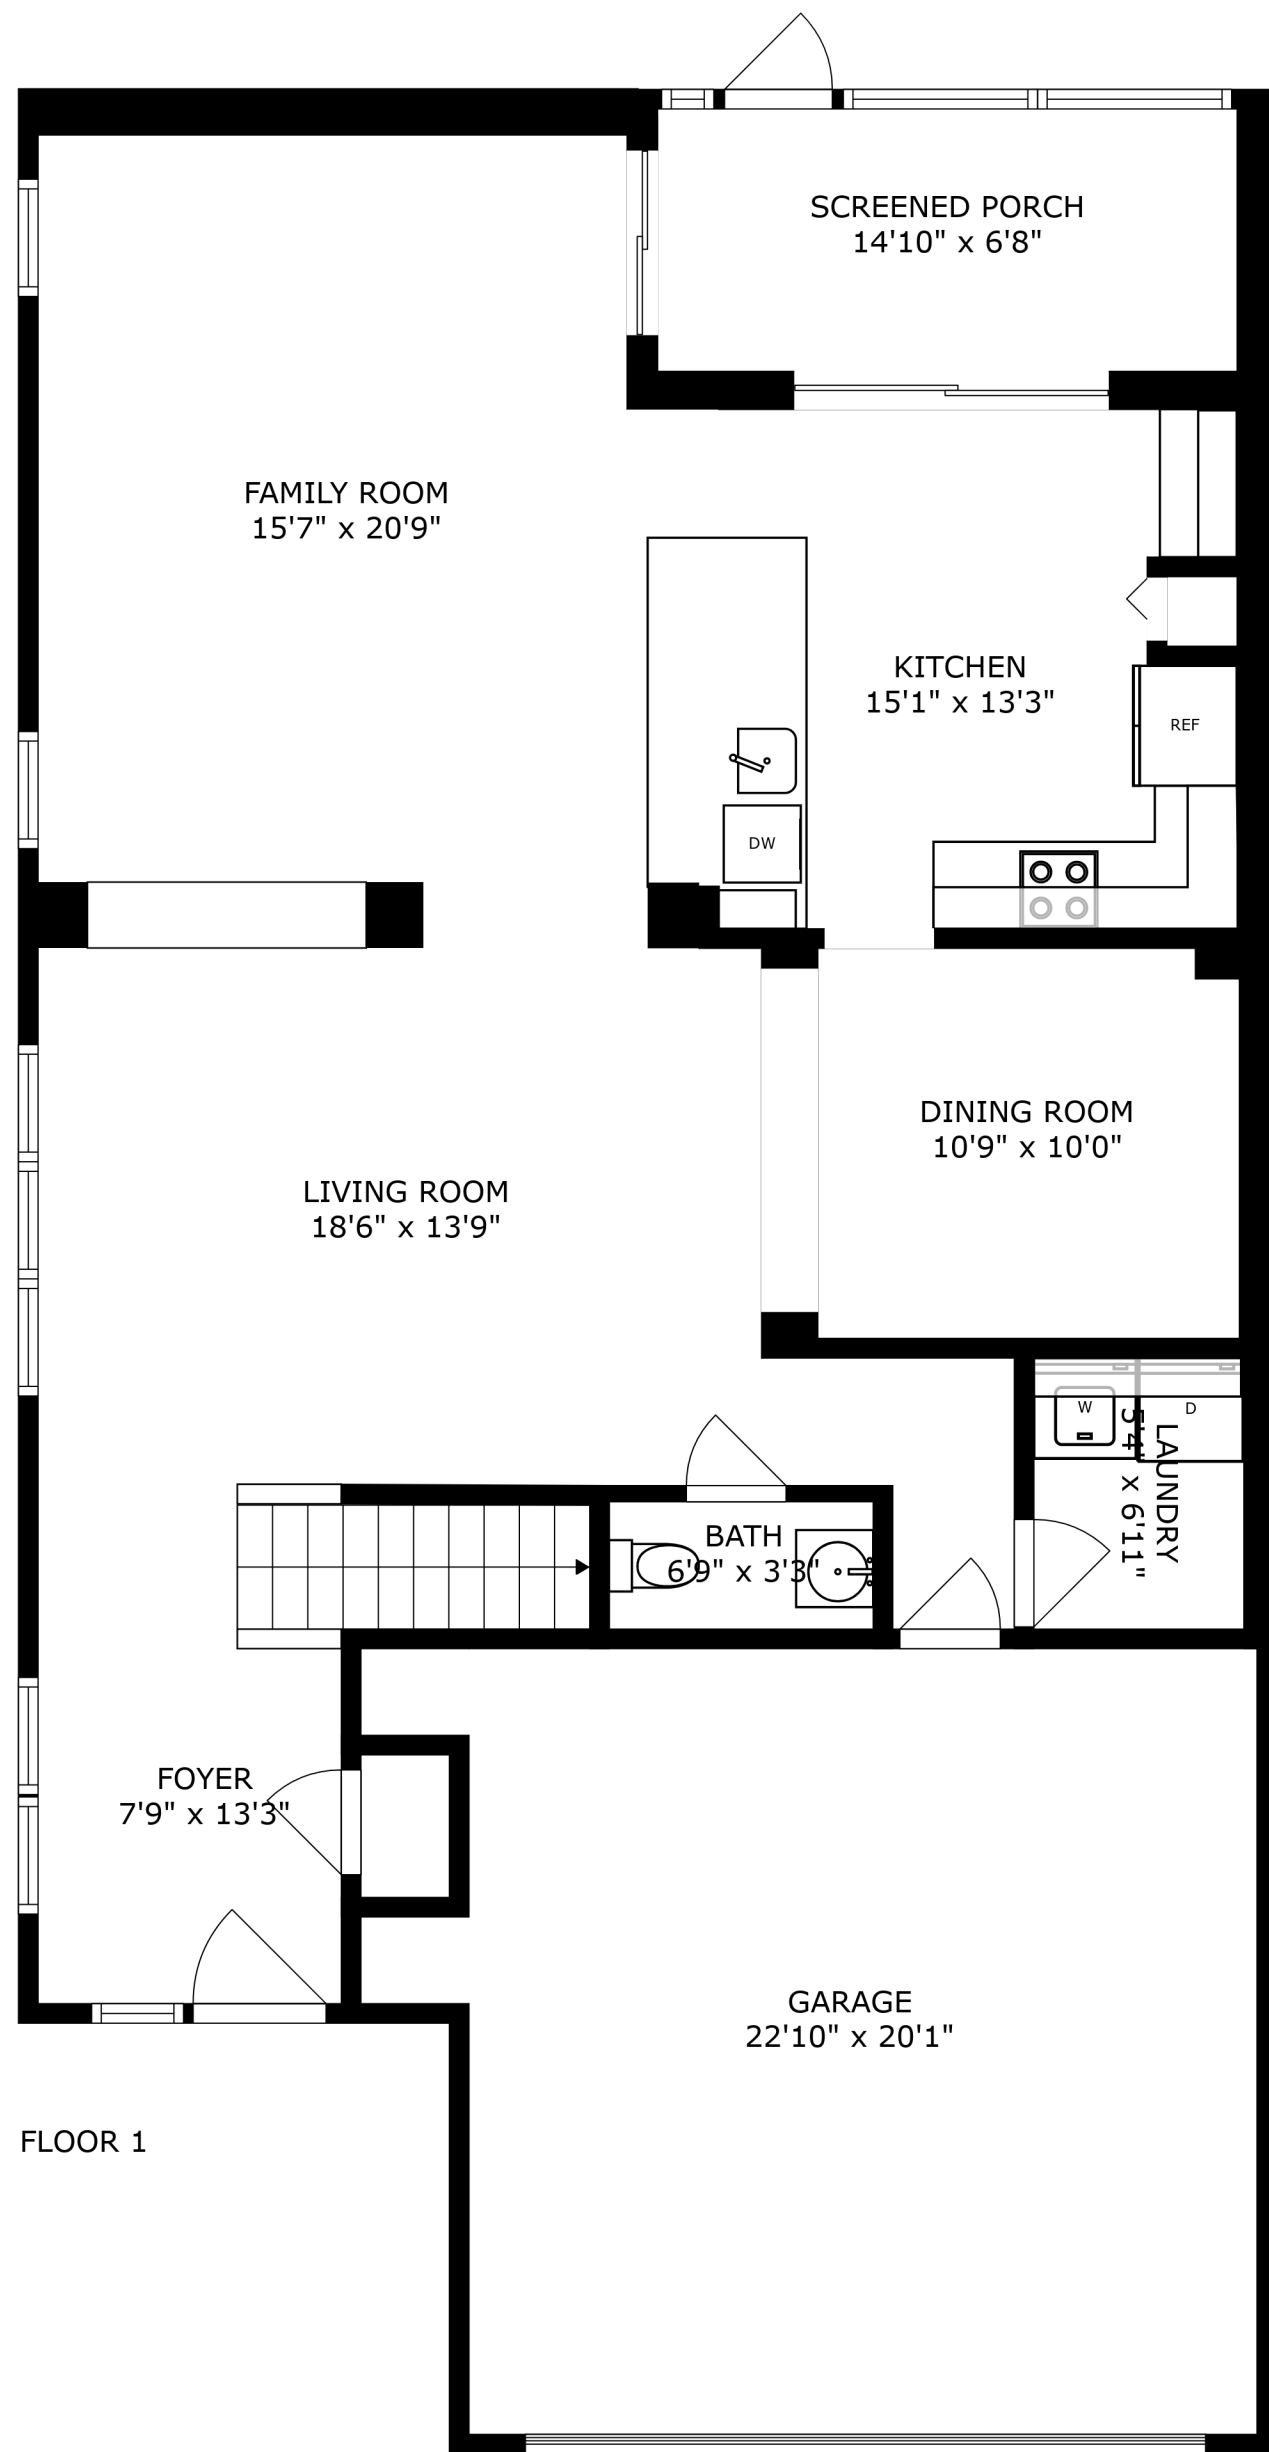 SCREENED PORCH
14'10" x 6'8"
FAMILY ROOM
15'7" x 20'9"
KITCHEN
15'1" x 13'3"
REF
DW
DINING ROOM
10'9" x 10'0"
LIVING ROOM
18'6" x 13'9"
W
D
LAUNDRY
5'4" x 6'11"
BATH
6'9" x 3'3"
FOYER
7'9" x 13'3"
GARAGE
22'10" x 20'1"
FLOOR 1